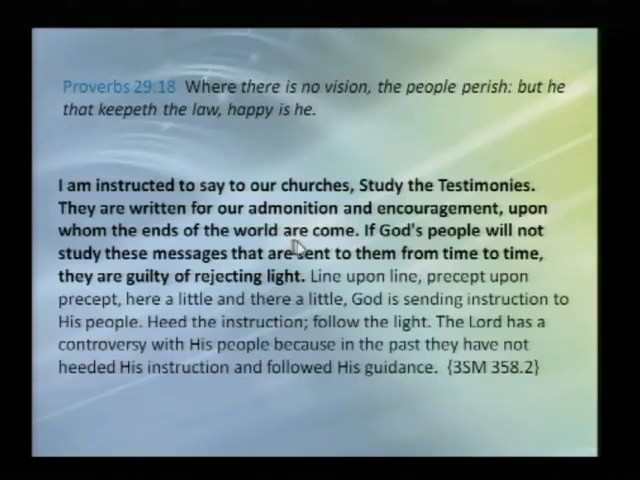 Proverbs 29:18 Where there is no vision, the people perish: but he
that keepeth the law, happy is he.
I am instructed to say to our churches, Study the Testimonies.
They are written for our admonition and encouragement, upon
whom the ends of the world are come. If God's people will not
study these messages that are sent to them from time to time,
they are guilty of rejecting light. Line upon line, precept upon
precept, here a little and there a little, God is sending instruction to
His people. Heed the instruction; follow the light. The Lord has a
controversy with His people because in the past they have not
heeded His instruction and followed His guidance. {3SM 358.2}